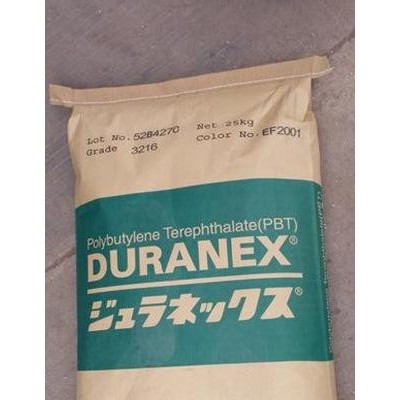 Lot No. 52B4270 Net 25kg
Grade 3216 Color No. EF2001
Polybutylene Terephthalate(PBT)
DURANEX®
ジュラネックス®